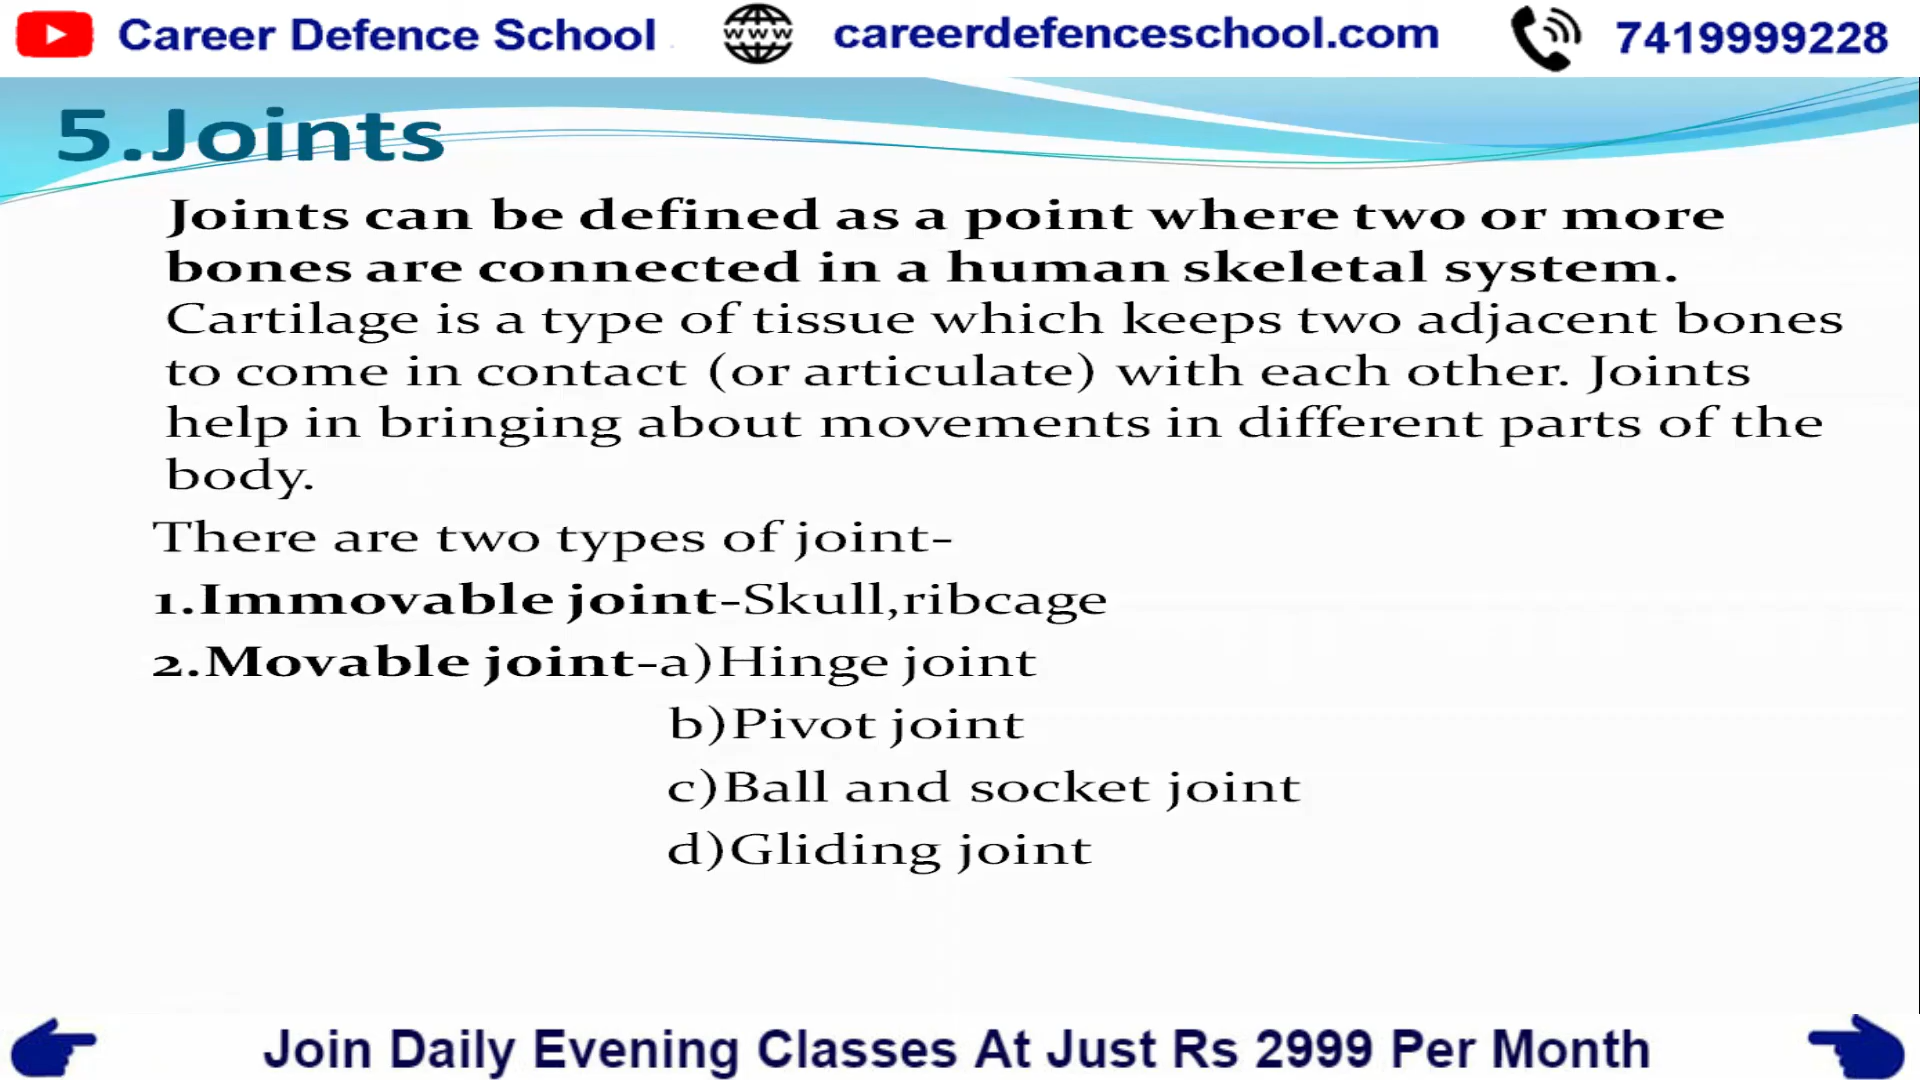 Career Defence School
www
careerdefenceschool.com
7419999228
5.Joints
Joints can be defined as a point where two or more
bones are connected in a human skeletal system.
Cartilage is a type of tissue which keeps two adjacent bones
to come in contact (or articulate) with each other. Joints
help in bringing about movements in different parts of the
body.
There are two types of joint-
1.Immovable joint-Skull,ribcage
2.Movable joint-a)Hinge joint
b)Pivot joint
c)Ball and socket joint
d)Gliding joint
Join Daily Evening Classes At Just Rs 2999 Per Month